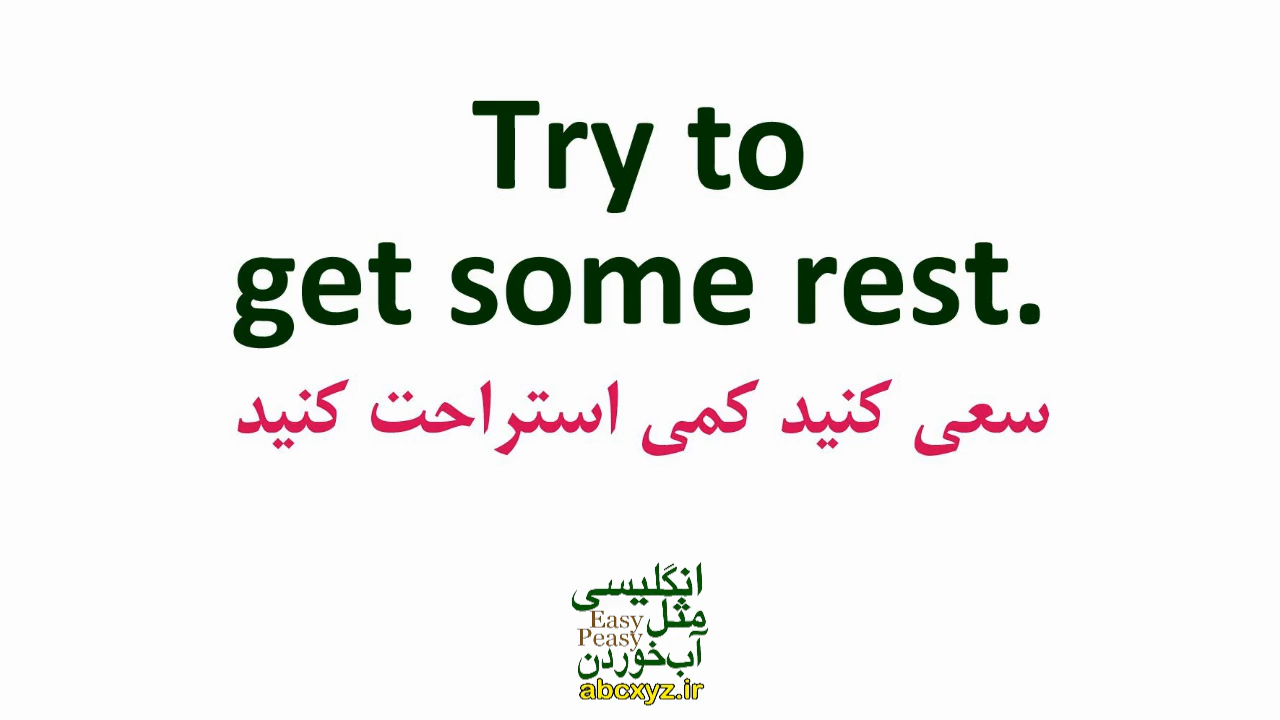 Try to
get some rest.
سعی کنید کمی استراحت کنید
انگلیسی
مثل
Easy
Peasy
آب‌خوردن
abcxyz.ir